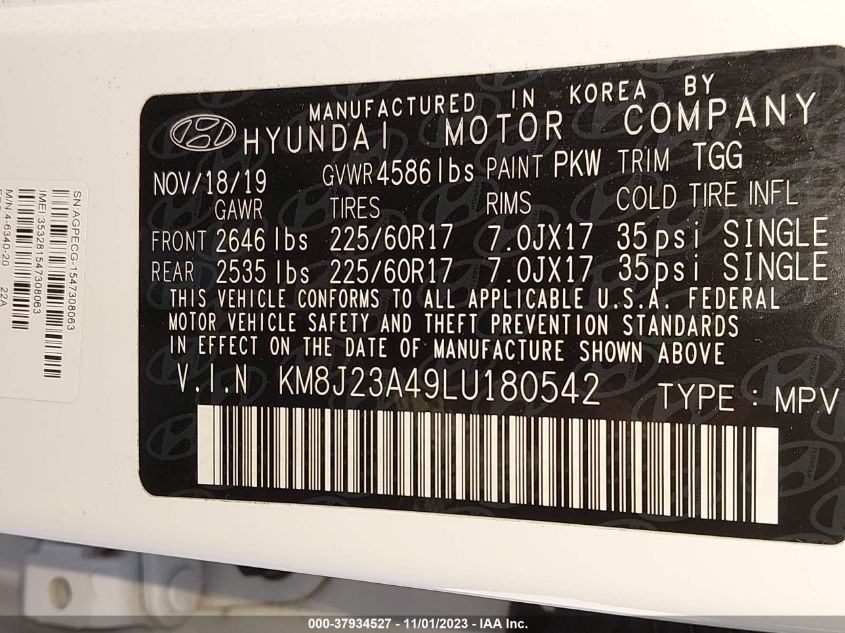 MANUFACTURED IN KOREA BY
HYUNDAI MOTOR COMPANY
NOV/18/19 GVWR 4586lbs PAINT PKW TRIM TGG
GAWR TIRES RIMS COLD TIRE INFL
FRONT 2646 lbs 225/60R17 7.0JX17 35psi SINGLE
REAR 2535 lbs 225/60R17 7.0JX17 35psi SINGLE
THIS VEHICLE CONFORMS TO ALL APPLICABLE U.S.A. FEDERAL
MOTOR VEHICLE SAFETY AND THEFT PREVENTION STANDARDS
IN EFFECT ON THE DATE OF MANUFACTURE SHOWN ABOVE
V.I.N KM8J23A49LU180542 TYPE : MPV
SN AGPECG-1547308063
IMEI:353281547308063
M/N 4-6340-20 22A
000-37934527 - 11/01/2023 - IAA Inc.